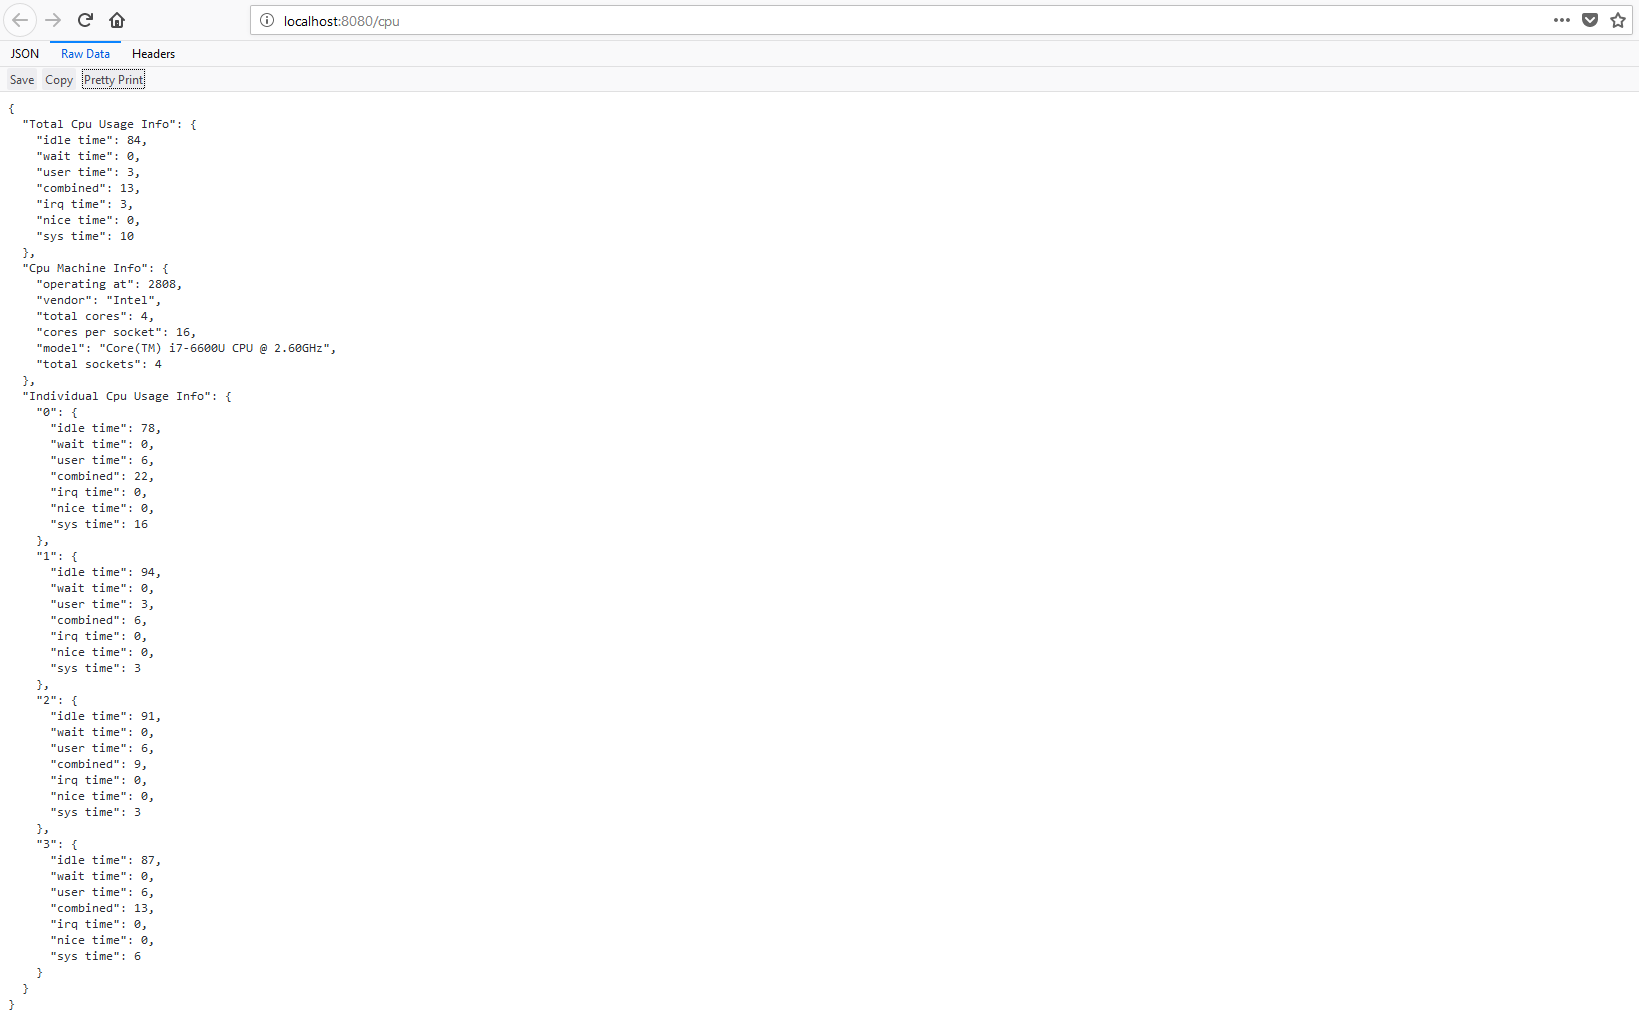 localhost:8080/cpu
JSON Raw Data Headers
Save Copy Pretty Print
{
  "Total Cpu Usage Info": {
    "idle time": 84,
    "wait time": 0,
    "user time": 3,
    "combined": 13,
    "irq time": 3,
    "nice time": 0,
    "sys time": 10
  },
  "Cpu Machine Info": {
    "operating at": 2808,
    "vendor": "Intel",
    "total cores": 4,
    "cores per socket": 16,
    "model": "Core(TM) i7-6600U CPU @ 2.60GHz",
    "total sockets": 4
  },
  "Individual Cpu Usage Info": {
    "0": {
      "idle time": 78,
      "wait time": 0,
      "user time": 6,
      "combined": 22,
      "irq time": 0,
      "nice time": 0,
      "sys time": 16
    },
    "1": {
      "idle time": 94,
      "wait time": 0,
      "user time": 3,
      "combined": 6,
      "irq time": 0,
      "nice time": 0,
      "sys time": 3
    },
    "2": {
      "idle time": 91,
      "wait time": 0,
      "user time": 6,
      "combined": 9,
      "irq time": 0,
      "nice time": 0,
      "sys time": 3
    },
    "3": {
      "idle time": 87,
      "wait time": 0,
      "user time": 6,
      "combined": 13,
      "irq time": 0,
      "nice time": 0,
      "sys time": 6
    }
  }
}